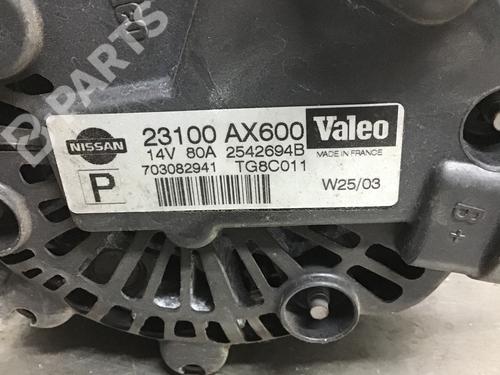 B-PARTS
NISSAN
23100 AX600
14V 80A 2542694B
703082941 TG8C011
P
Valeo
MADE IN FRANCE
W25/03
B+